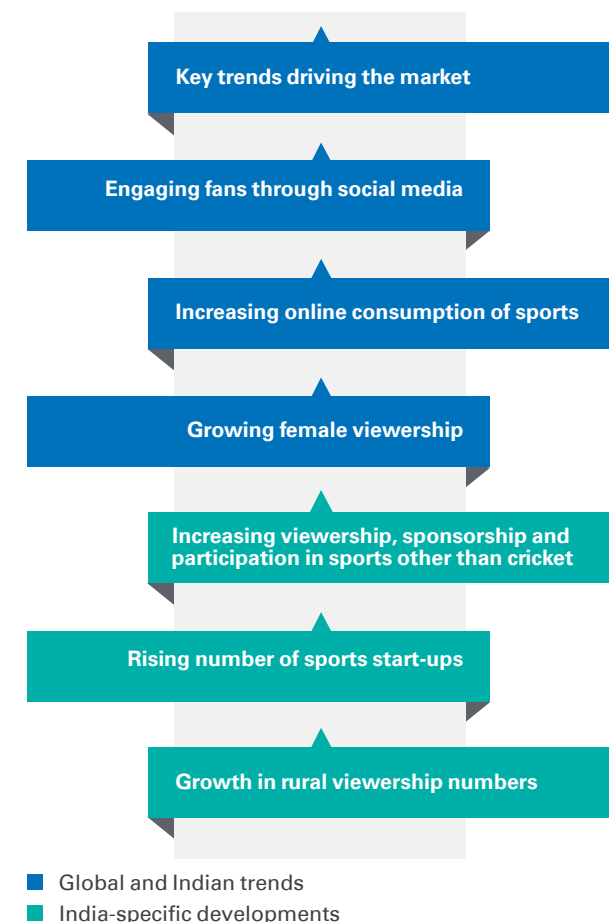 Key trends driving the market
Engaging fans through social media
Increasing online consumption of sports
Growing female viewership
Increasing viewership, sponsorship and
participation in sports other than cricket
Rising number of sports start-ups
Growth in rural viewership numbers
Global and Indian trends
India-specific developments